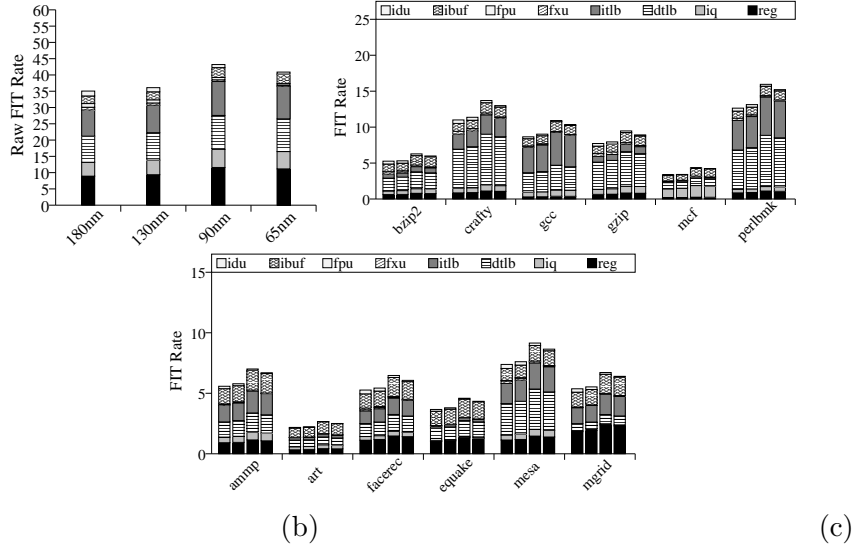 60
55
50
45
40
35
30
25
20
15
10
5
0
Raw FIT Rate
180nm
130nm
90nm
65nm
idu ibuf fpu fxu itlb dtlb iq reg
25
20
15
10
5
0
FIT Rate
bzip2
crafty
gcc
gzip
mcf
perlbmk
idu ibuf fpu fxu itlb dtlb iq reg
15
10
5
0
FIT Rate
ammp
art
facerec
equake
mesa
mgrid
(b) (c)